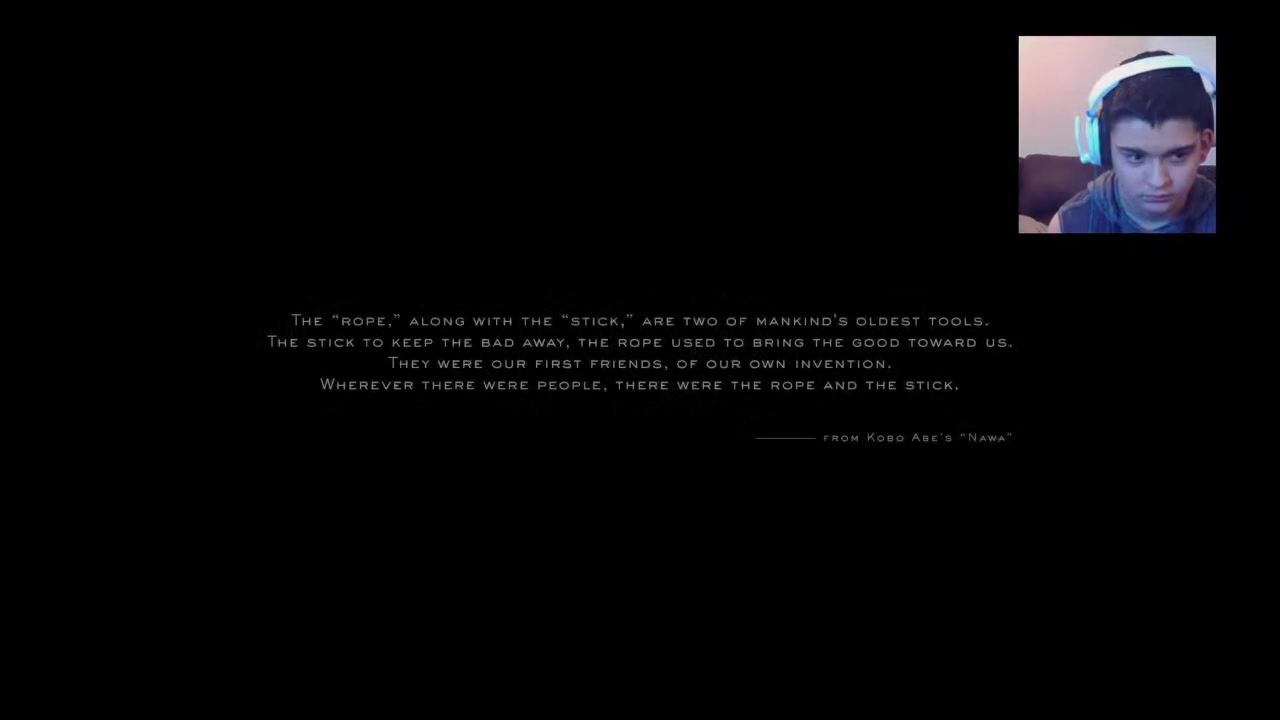 The “rope,” along with the “stick,” are two of mankind’s oldest tools.
The stick to keep the bad away, the rope used to bring the good toward us.
They were our first friends, of our own invention.
Wherever there were people, there were the rope and the stick.
from Kobo Abe’s “Nawa”